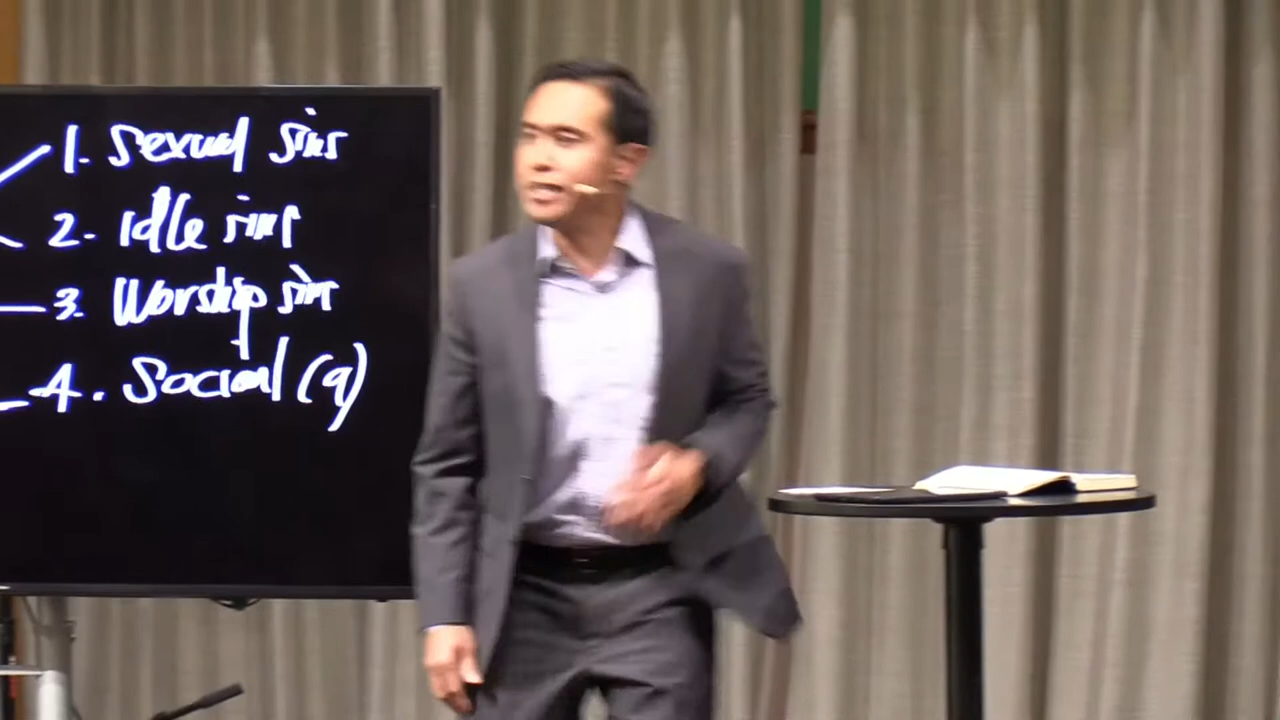 1. Sexual sins
2. Idle sins
3. Worship sins
4. Social (9)